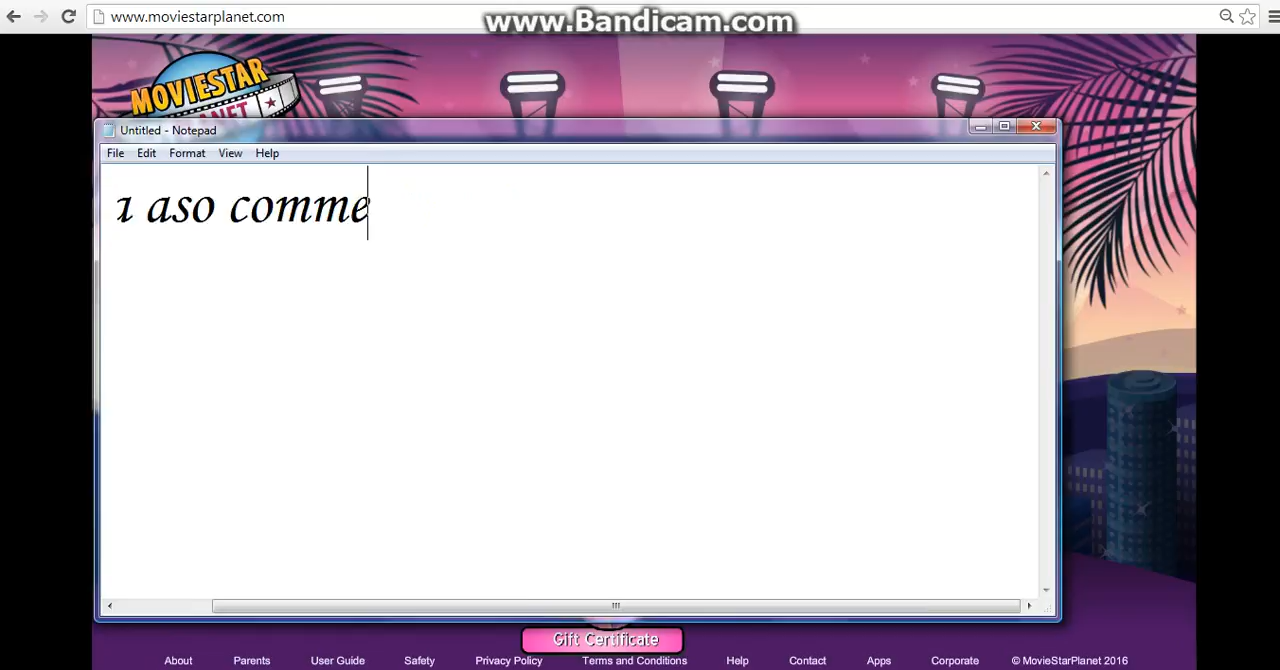 www.moviestarplanet.com
www.Bandicam.com
MOVIESTAR
PLANET
Untitled - Notepad
File Edit Format View Help
ı aso comme
Gift Certificate
About Parents User Guide Safety Privacy Policy Terms and Conditions Help Contact Apps Corporate © MovieStarPlanet 2016